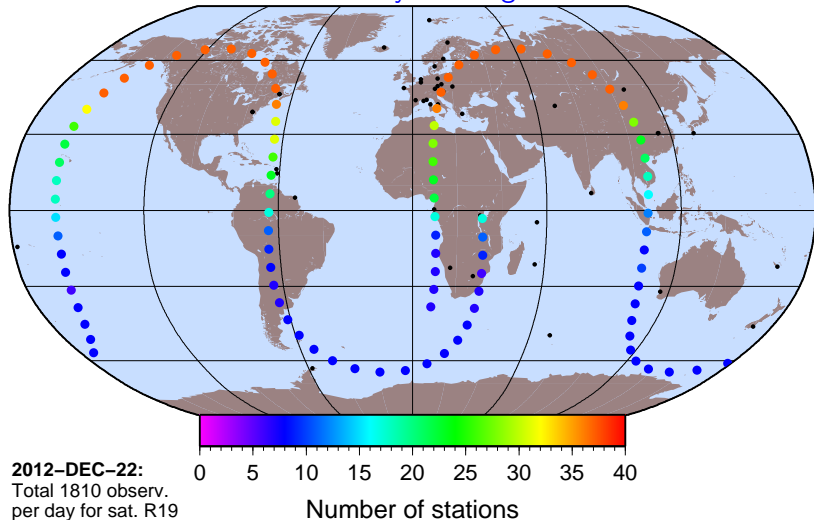 0 5 10 15 20 25 30 35 40
2012−DEC−22:
Total 1810 observ.
per day for sat. R19
Number of stations